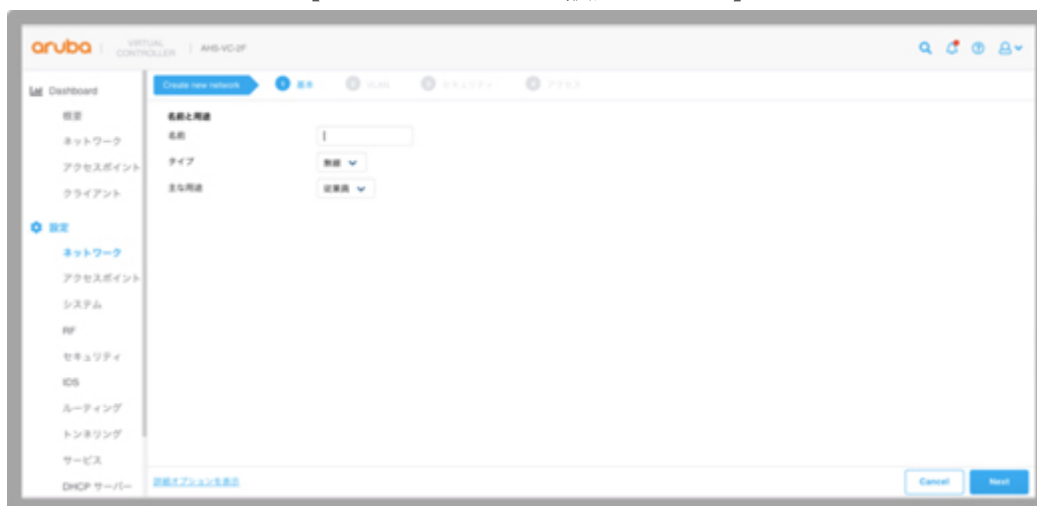 aruba VIRTUAL CONTROLLER AHS-VC-2F
Dashboard
概要
ネットワーク
アクセスポイント
クライアント
設定
ネットワーク
アクセスポイント
システム
RF
セキュリティ
IDS
ルーティング
トンネリング
サービス
DHCP サーバー
Create new network 1 基本 2 VLAN 3 セキュリティ 4 アクセス
名前と用途
名前
タイプ 無線
主な用途 従業員
詳細オプションを表示
Cancel Next